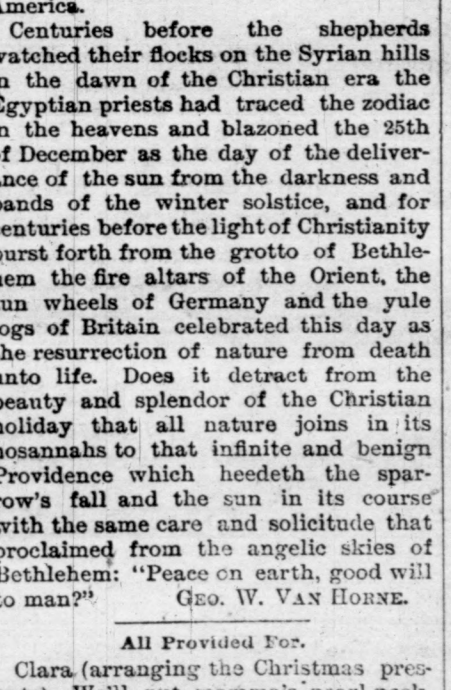 America.
Centuries before the shepherds
watched their flocks on the Syrian hills
in the dawn of the Christian era the
Egyptian priests had traced the zodiac
in the heavens and blazoned the 25th
of December as the day of the deliver-
ance of the sun from the darkness and
bands of the winter solstice, and for
centuries before the light of Christianity
burst forth from the grotto of Bethle-
hem the fire altars of the Orient, the
sun wheels of Germany and the yule
logs of Britain celebrated this day as
the resurrection of nature from death
unto life. Does it detract from the
beauty and splendor of the Christian
holiday that all nature joins in its
hosannahs to that infinite and benign
Providence which heedeth the spar-
row's fall and the sun in its course
with the same care and solicitude that
proclaimed from the angelic skies of
Bethlehem: "Peace on earth, good will
to man?" GEO. W. VAN HORNE.
All Provided For.
Clara (arranging the Christmas pres-